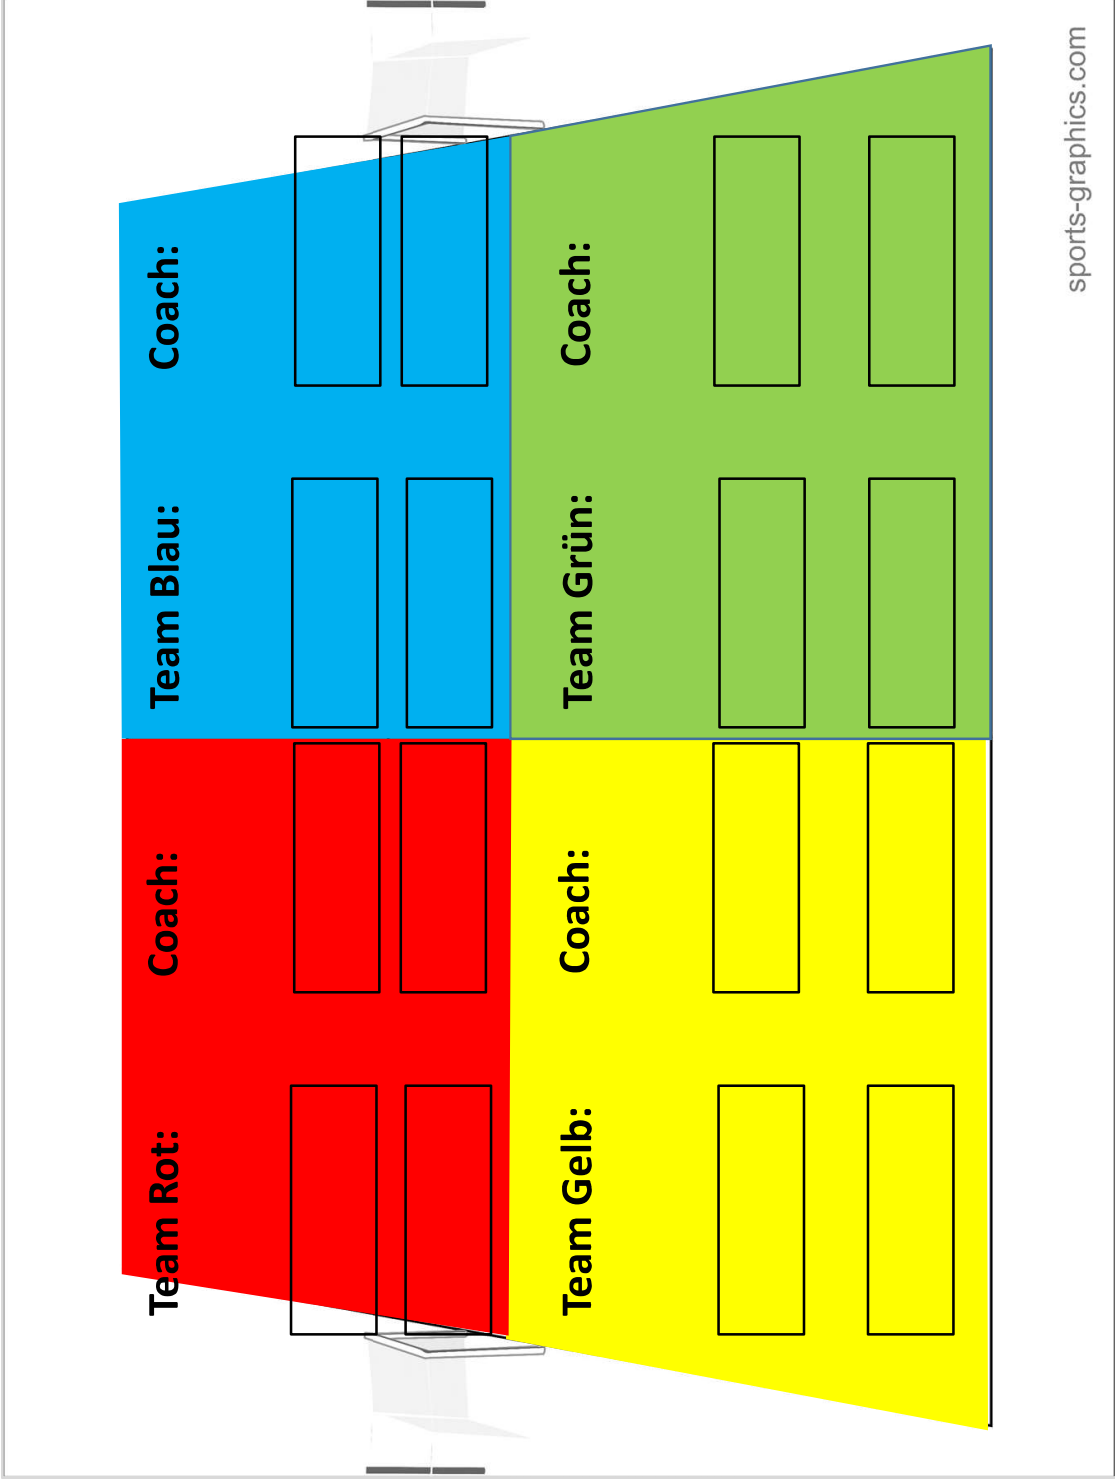 Team Rot:
Coach:
Team Blau:
Coach:
Team Gelb:
Coach:
Team Grün:
Coach:
sports-graphics.com